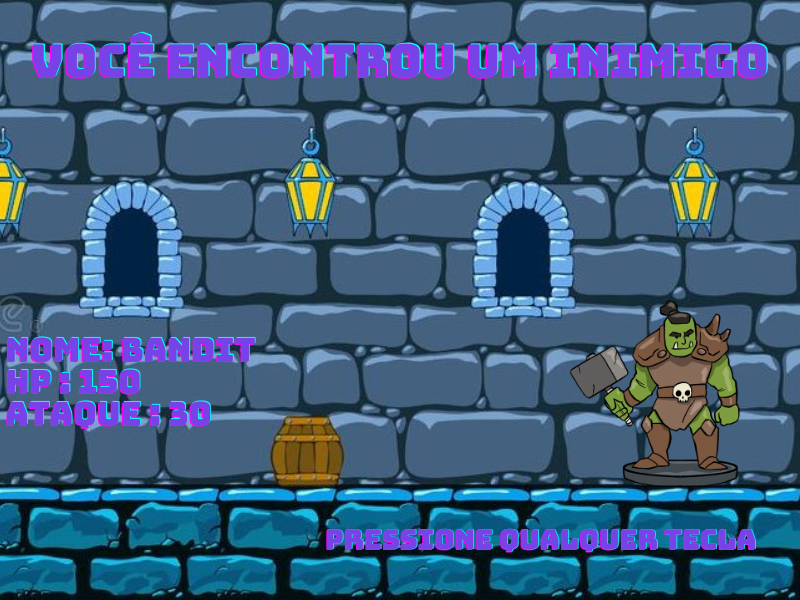 VOCÊ ENCONTROU UM INIMIGO
NOME: BANDIT
HP : 150
ATAQUE : 30
PRESSIONE QUALQUER TECLA